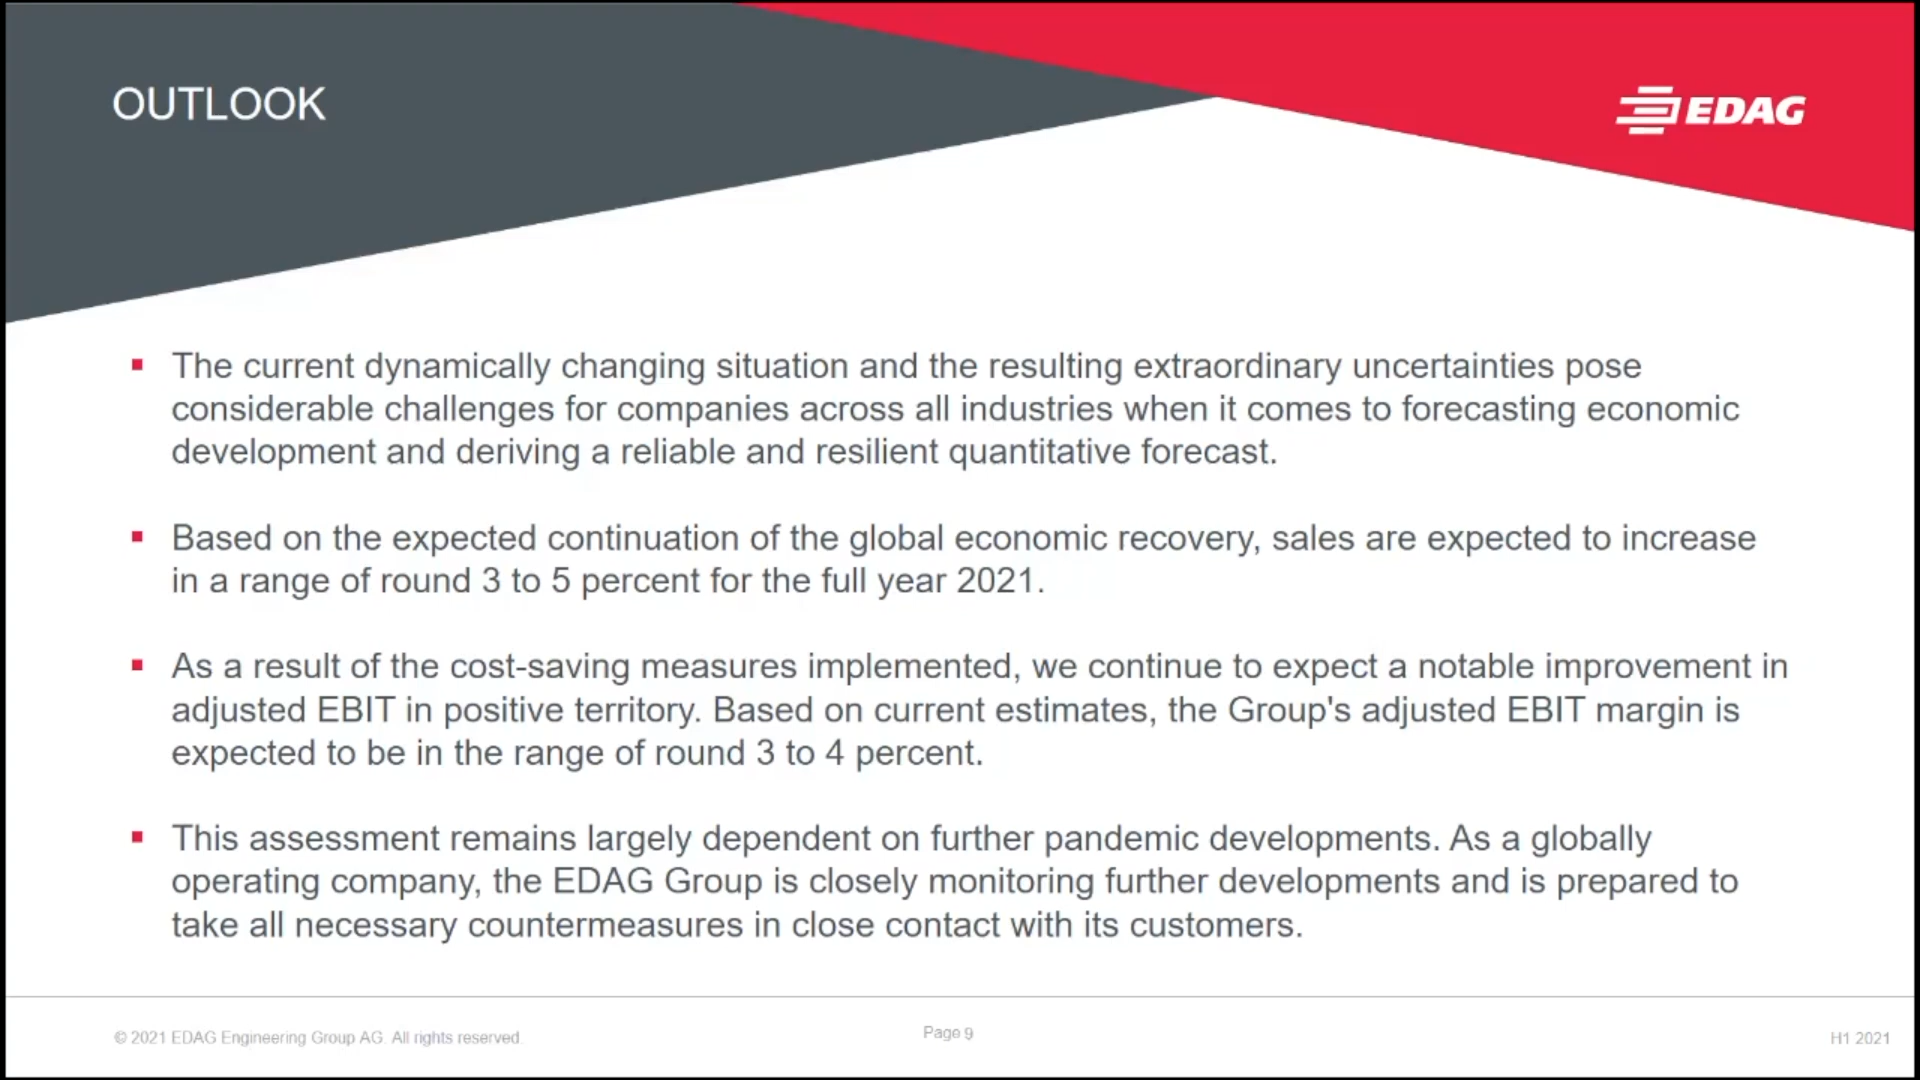 OUTLOOK
EDAG
The current dynamically changing situation and the resulting extraordinary uncertainties pose
considerable challenges for companies across all industries when it comes to forecasting economic
development and deriving a reliable and resilient quantitative forecast.
Based on the expected continuation of the global economic recovery, sales are expected to increase
in a range of round 3 to 5 percent for the full year 2021.
As a result of the cost-saving measures implemented, we continue to expect a notable improvement in
adjusted EBIT in positive territory. Based on current estimates, the Group's adjusted EBIT margin is
expected to be in the range of round 3 to 4 percent.
This assessment remains largely dependent on further pandemic developments. As a globally
operating company, the EDAG Group is closely monitoring further developments and is prepared to
take all necessary countermeasures in close contact with its customers.
© 2021 EDAG Engineering Group AG. All rights reserved.
Page 9
H1 2021